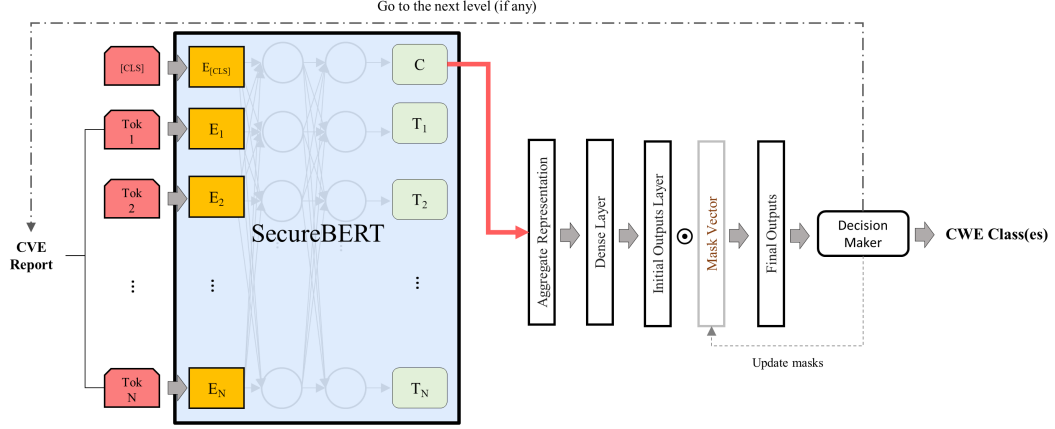 Go to the next level (if any)
[CLS]
E[CLS]
C
Tok
1
E1
T1
Tok
2
E2
T2
SecureBERT
CVE
Report
...
...
...
Tok
N
EN
TN
Aggregate Representation
Dense Layer
Initial Outputs Layer
Mask Vector
Final Outputs
Decision
Maker
CWE Class(es)
Update masks